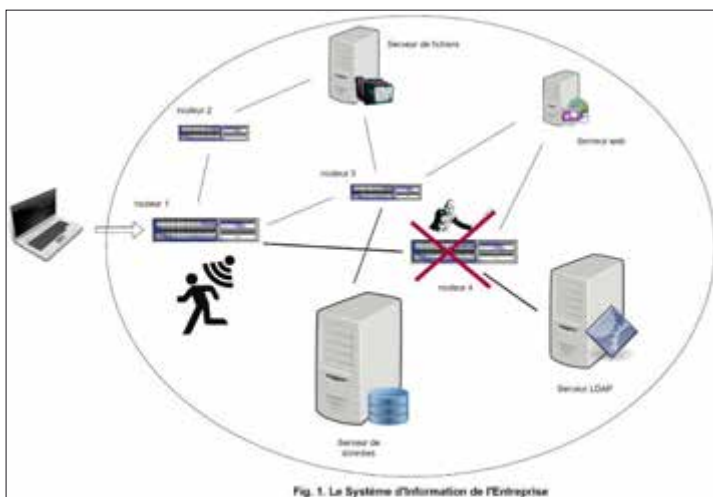 Serveur de fichiers
routeur 2
Serveur web
routeur 3
routeur 1
routeur 4
Serveur LDAP
Serveur de
données
Fig. 1. Le Système d'Information de l'Entreprise